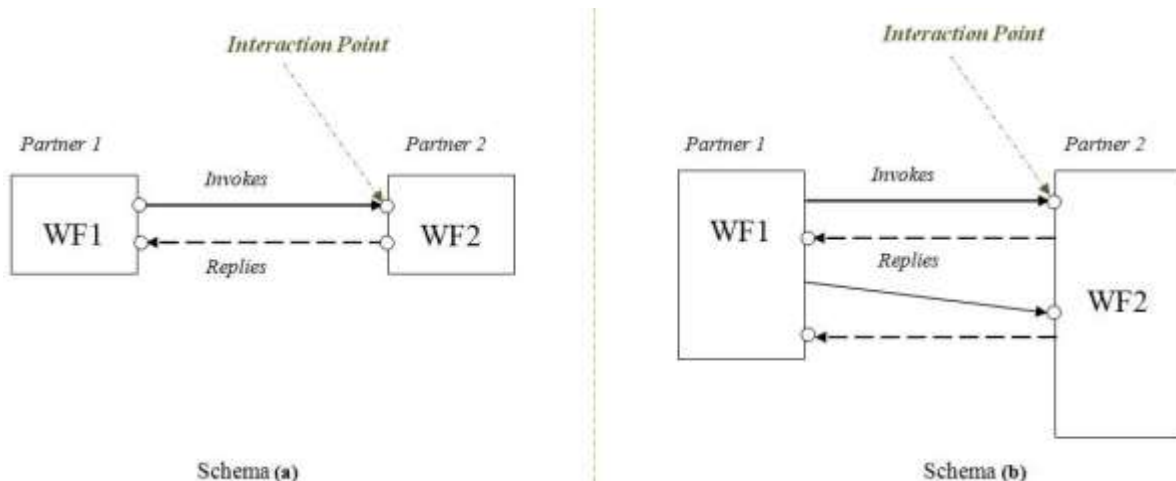 Interaction Point
Partner 1
Partner 2
Invokes
WF1
WF2
Replies
Schema (a)
Interaction Point
Partner 1
Partner 2
Invokes
WF1
Replies
WF2
Schema (b)